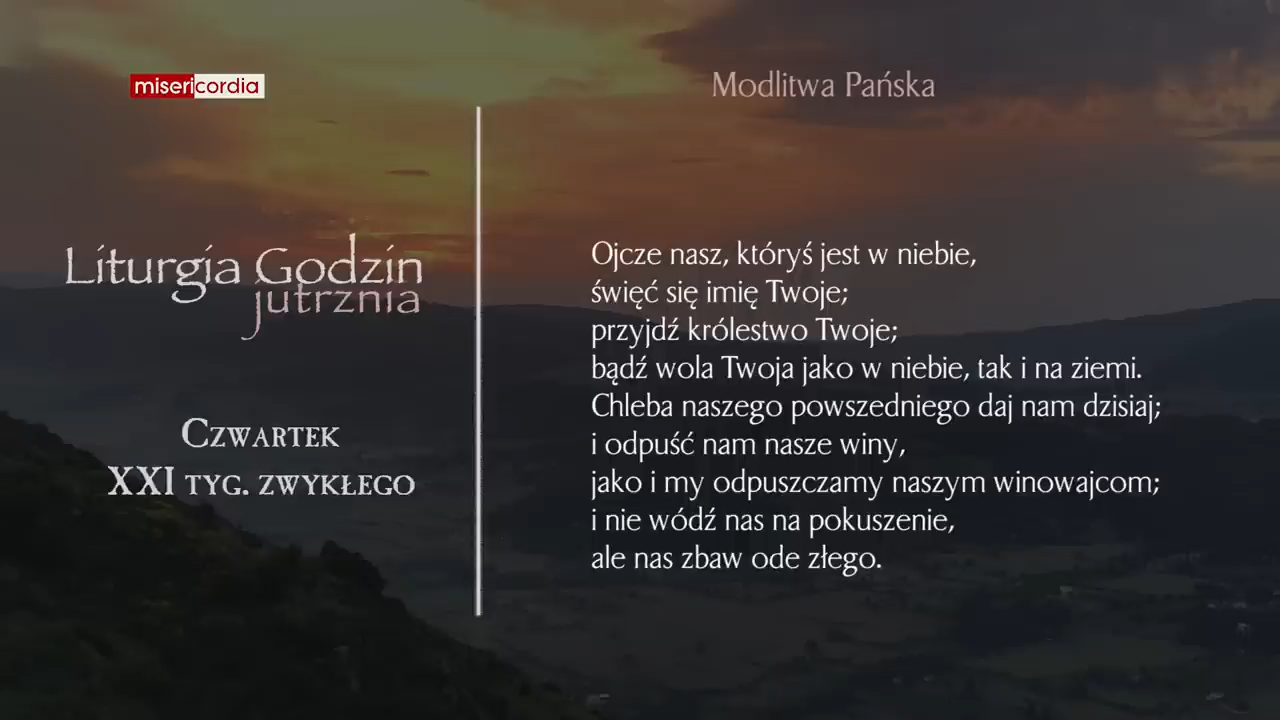 misericordia
Liturgia Godzin
jutrznia
Czwartek
XXI tyg. zwykłego
Modlitwa Pańska
Ojcze nasz, któryś jest w niebie,
święć się imię Twoje;
przyjdź królestwo Twoje;
bądź wola Twoja jako w niebie, tak i na ziemi.
Chleba naszego powszedniego daj nam dzisiaj;
i odpuść nam nasze winy,
jako i my odpuszczamy naszym winowajcom;
i nie wódź nas na pokuszenie,
ale nas zbaw ode złego.